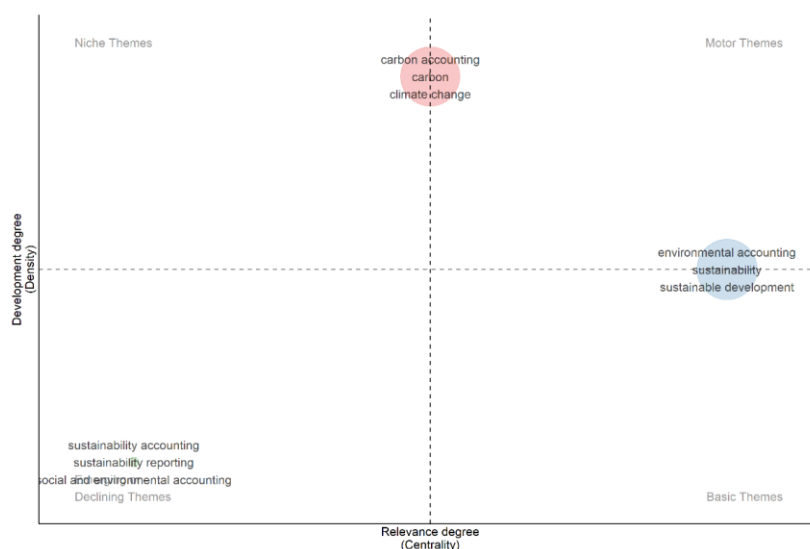 Niche Themes
Motor Themes
carbon accounting
carbon
climate change
environmental accounting
sustainability
sustainable development
Development degree
(Density)
sustainability accounting
sustainability reporting
social and environmental accounting
Declining Themes
Basic Themes
Relevance degree
(Centrality)